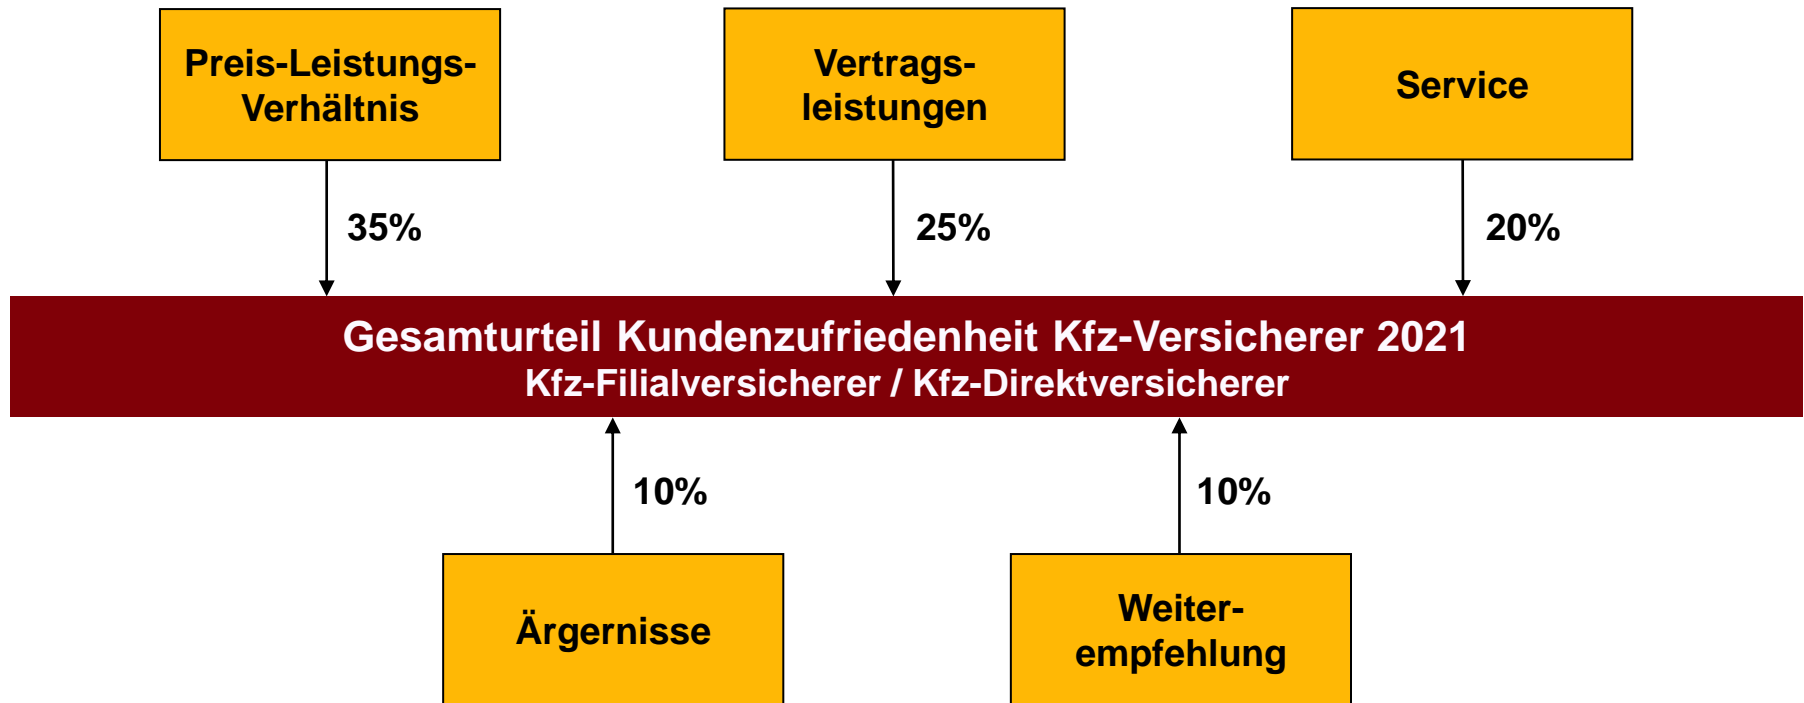 Preis-Leistungs-
Verhältnis
Vertrags-
leistungen
Service
35%
25%
20%
Gesamturteil Kundenzufriedenheit Kfz-Versicherer 2021
Kfz-Filialversicherer / Kfz-Direktversicherer
10%
10%
Ärgernisse
Weiter-
empfehlung